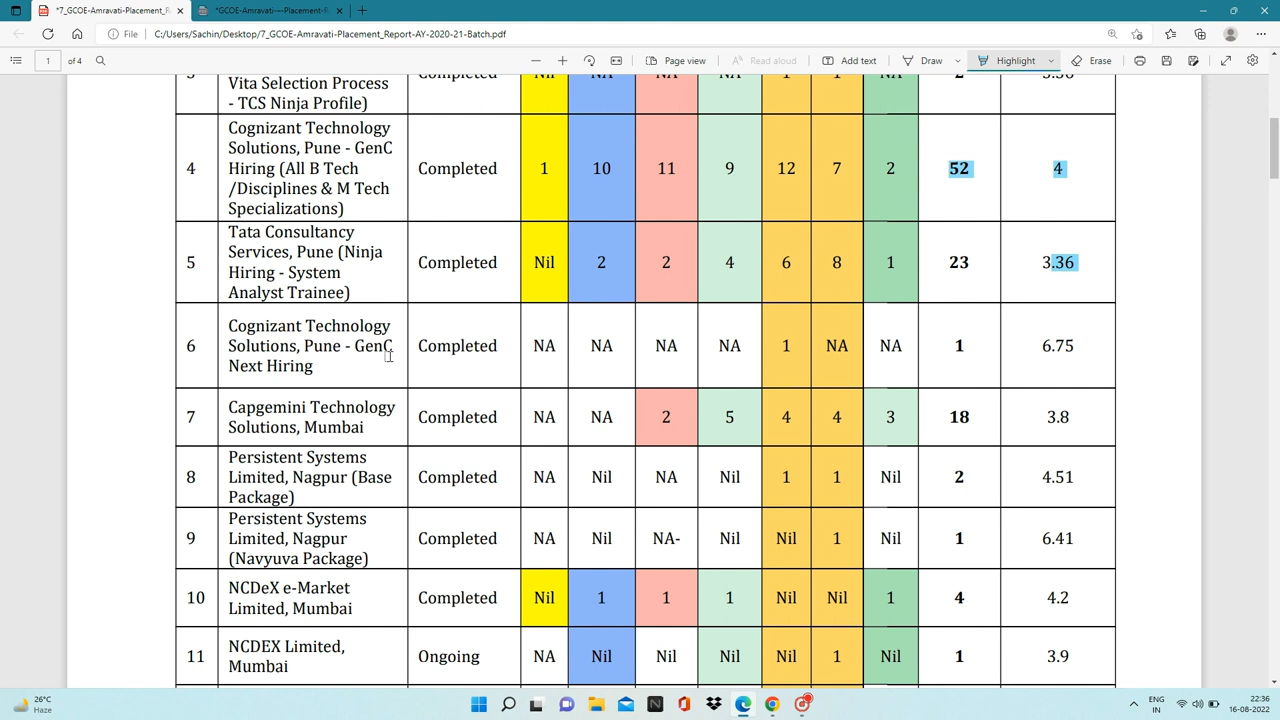 *7_GCOE-Amravati-Placement_R
*GCOE-Amravati-—Placement-R
File
C:/Users/Sachin/Desktop/7_GCOE-Amravati-Placement_Report-AY-2020-21-Batch.pdf
1 of 4
Page view
Read aloud
Add text
Draw
Highlight
Erase
Vita Selection Process
- TCS Ninja Profile)
Completed Nil NA NA NA 1 1 NA 2 3.36
4 Cognizant Technology Solutions, Pune - GenC Hiring (All B Tech /Disciplines & M Tech Specializations) Completed 1 10 11 9 12 7 2 52 4
5 Tata Consultancy Services, Pune (Ninja Hiring - System Analyst Trainee) Completed Nil 2 2 4 6 8 1 23 3.36
6 Cognizant Technology Solutions, Pune - GenC Next Hiring Completed NA NA NA NA 1 NA NA 1 6.75
7 Capgemini Technology Solutions, Mumbai Completed NA NA 2 5 4 4 3 18 3.8
8 Persistent Systems Limited, Nagpur (Base Package) Completed NA Nil NA Nil 1 1 Nil 2 4.51
9 Persistent Systems Limited, Nagpur (Navyuva Package) Completed NA Nil NA- Nil Nil 1 Nil 1 6.41
10 NCDeX e-Market Limited, Mumbai Completed Nil 1 1 1 Nil Nil 1 4 4.2
11 NCDEX Limited, Mumbai Ongoing NA Nil Nil Nil Nil 1 Nil 1 3.9
26°C
Haze
ENG
IN
22:36
16-08-2022